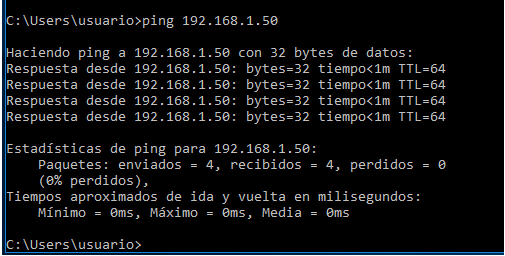 C:\Users\usuario>ping 192.168.1.50
Haciendo ping a 192.168.1.50 con 32 bytes de datos:
Respuesta desde 192.168.1.50: bytes=32 tiempo<1m TTL=64
Respuesta desde 192.168.1.50: bytes=32 tiempo<1m TTL=64
Respuesta desde 192.168.1.50: bytes=32 tiempo<1m TTL=64
Respuesta desde 192.168.1.50: bytes=32 tiempo<1m TTL=64
Estadísticas de ping para 192.168.1.50:
Paquetes: enviados = 4, recibidos = 4, perdidos = 0
(0% perdidos),
Tiempos aproximados de ida y vuelta en milisegundos:
Mínimo = 0ms, Máximo = 0ms, Media = 0ms
C:\Users\usuario>